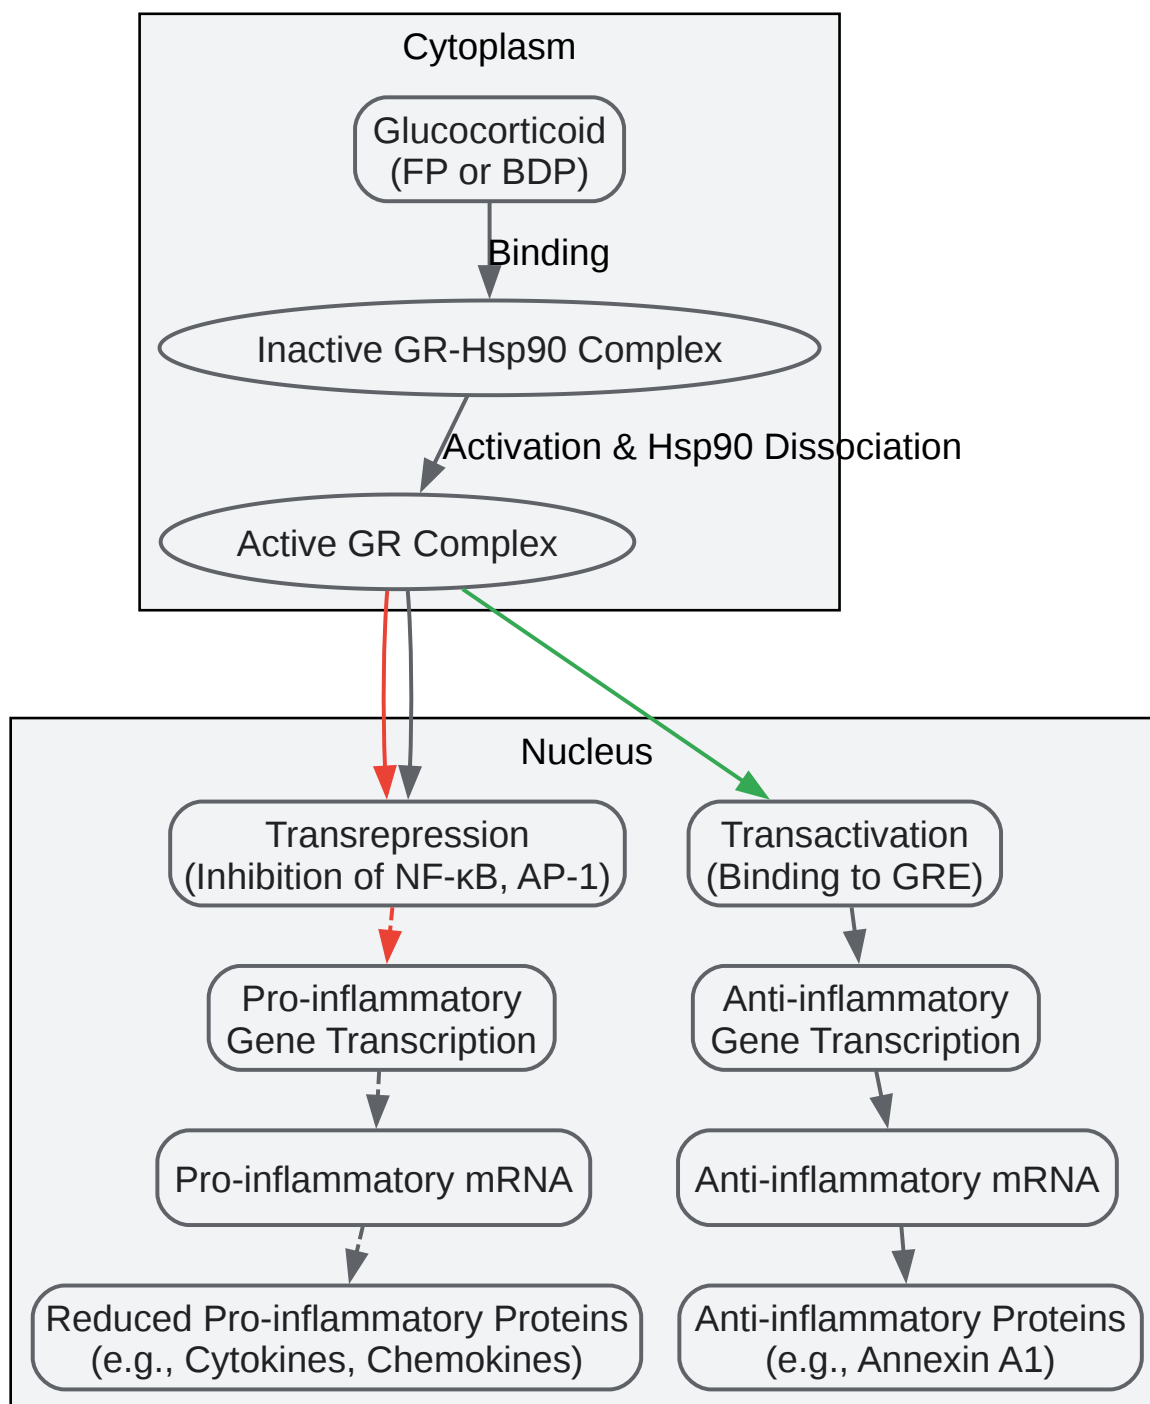 Cytoplasm
Glucocorticoid
(FP or BDP)
Binding
Inactive GR-Hsp90 Complex
Activation & Hsp90 Dissociation
Active GR Complex
Nucleus
Transrepression
(Inhibition of NF-κB, AP-1)
Transactivation
(Binding to GRE)
Pro-inflammatory
Gene Transcription
Anti-inflammatory
Gene Transcription
Pro-inflammatory mRNA
Anti-inflammatory mRNA
Reduced Pro-inflammatory Proteins
(e.g., Cytokines, Chemokines)
Anti-inflammatory Proteins
(e.g., Annexin A1)